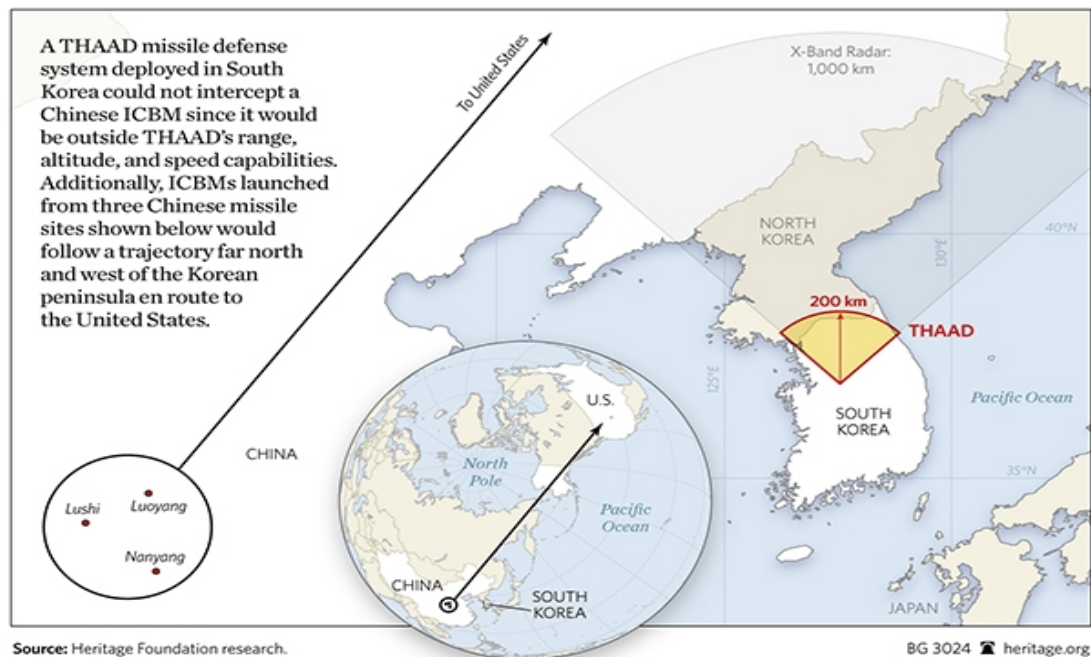 A THAAD missile defense
system deployed in South
Korea could not intercept a
Chinese ICBM since it would
be outside THAAD's range,
altitude, and speed capabilities.
Additionally, ICBMs launched
from three Chinese missile
sites shown below would
follow a trajectory far north
and west of the Korean
peninsula en route to
the United States.
To United States
X-Band Radar:
1,000 km
NORTH
KOREA
40°N
130°E
200 km
THAAD
125°E
SOUTH
KOREA
Pacific Ocean
35°N
JAPAN
CHINA
Lushi
Luoyang
Nanyang
U.S.
North
Pole
Pacific
Ocean
CHINA
SOUTH
KOREA
Source: Heritage Foundation research.
BG 3024 heritage.org